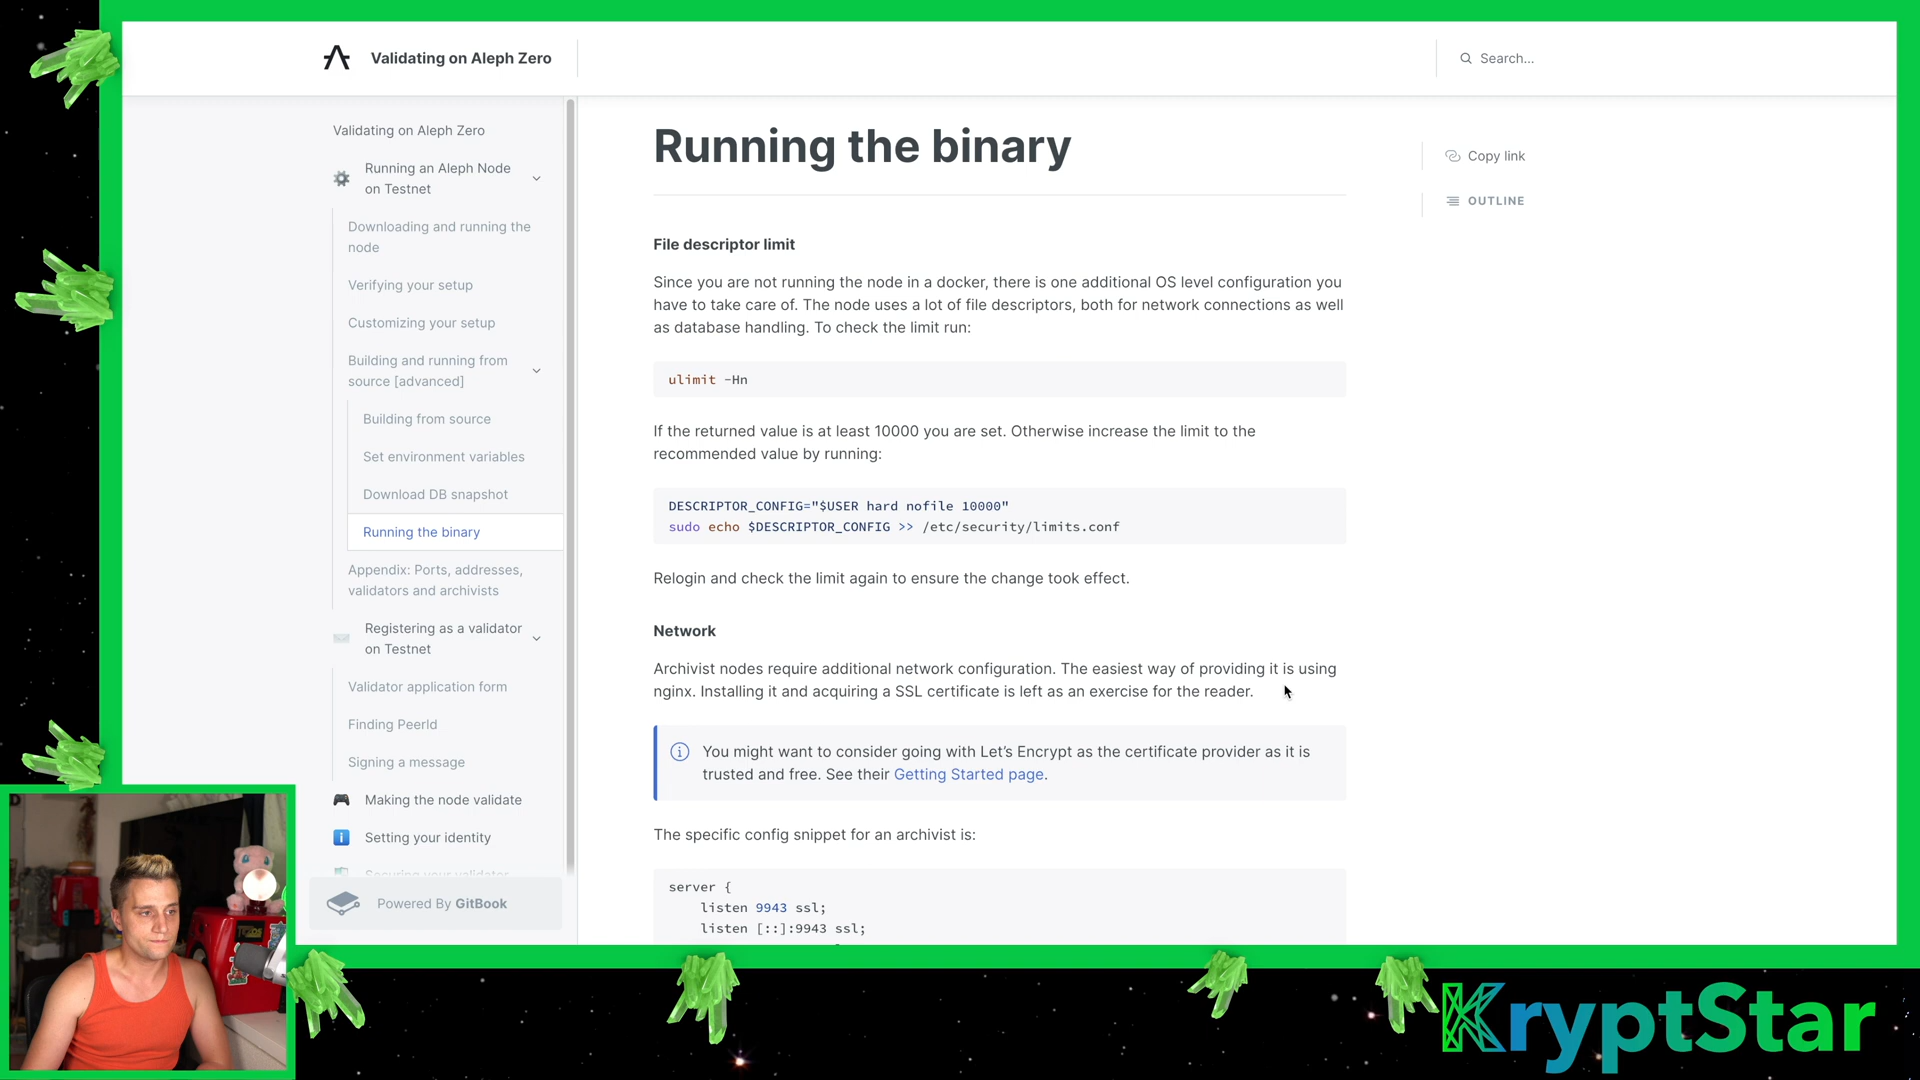 Validating on Aleph Zero
Search...
Validating on Aleph Zero
Running an Aleph Node
on Testnet
Downloading and running the
node
Verifying your setup
Customizing your setup
Building and running from
source [advanced]
Building from source
Set environment variables
Download DB snapshot
Running the binary
Appendix: Ports, addresses,
validators and archivists
Registering as a validator
on Testnet
Validator application form
Finding PeerId
Signing a message
Making the node validate
Setting your identity
Securing your validator
Powered By GitBook
Running the binary
File descriptor limit
Since you are not running the node in a docker, there is one additional OS level configuration you
have to take care of. The node uses a lot of file descriptors, both for network connections as well
as database handling. To check the limit run:
ulimit -Hn
If the returned value is at least 10000 you are set. Otherwise increase the limit to the
recommended value by running:
DESCRIPTOR_CONFIG="$USER hard nofile 10000"
sudo echo $DESCRIPTOR_CONFIG >> /etc/security/limits.conf
Relogin and check the limit again to ensure the change took effect.
Network
Archivist nodes require additional network configuration. The easiest way of providing it is using
nginx. Installing it and acquiring a SSL certificate is left as an exercise for the reader.
You might want to consider going with Let's Encrypt as the certificate provider as it is
trusted and free. See their Getting Started page.
The specific config snippet for an archivist is:
server {
listen 9943 ssl;
listen [::]:9943 ssl;
Copy link
OUTLINE
KryptStar